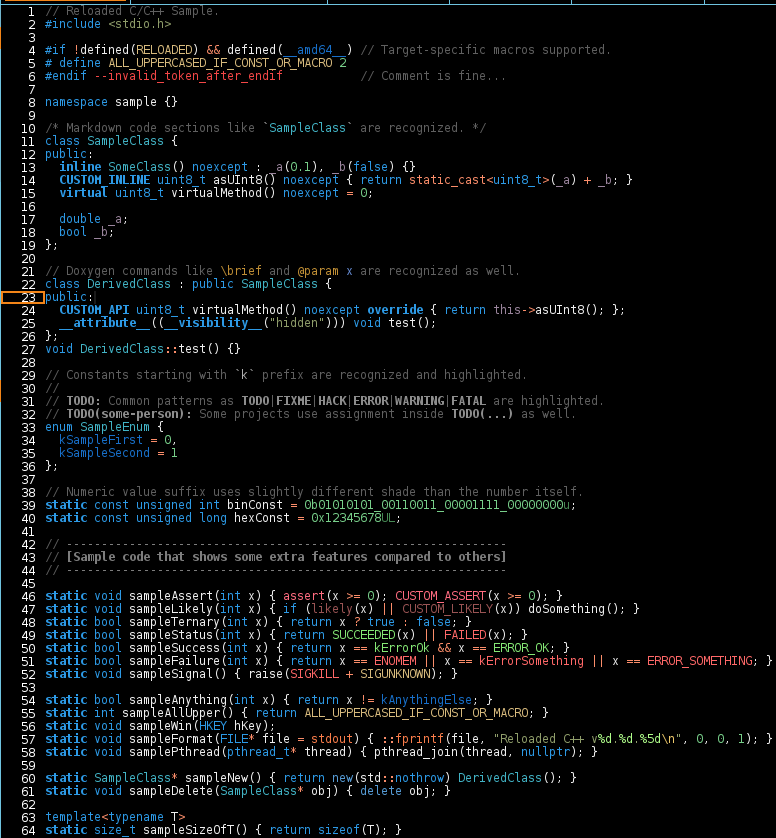 1 // Reloaded C/C++ Sample.
2 #include <stdio.h>
3
4 #if !defined(RELOADED) && defined(__amd64__) // Target-specific macros supported.
5 # define ALL_UPPERCASED_IF_CONST_OR_MACRO 2
6 #endif --invalid_token_after_endif           // Comment is fine...
7
8 namespace sample {}
9
10 /* Markdown code sections like `SampleClass` are recognized. */
11 class SampleClass {
12 public:
13   inline SomeClass() noexcept : _a(0.1), _b(false) {}
14   CUSTOM_INLINE uint8_t asUInt8() noexcept { return static_cast<uint8_t>(_a) + _b; }
15   virtual uint8_t virtualMethod() noexcept = 0;
16
17   double _a;
18   bool _b;
19 };
20
21 // Doxygen commands like \brief and @param x are recognized as well.
22 class DerivedClass : public SampleClass {
23 public:
24   CUSTOM_API uint8_t virtualMethod() noexcept override { return this->asUInt8(); };
25   __attribute__((__visibility__("hidden"))) void test();
26 };
27 void DerivedClass::test() {}
28
29 // Constants starting with `k` prefix are recognized and highlighted.
30 //
31 // TODO: Common patterns as TODO|FIXME|HACK|ERROR|WARNING|FATAL are highlighted.
32 // TODO(some-person): Some projects use assignment inside TODO(...) as well.
33 enum SampleEnum {
34   kSampleFirst = 0,
35   kSampleSecond = 1
36 };
37
38 // Numeric value suffix uses slightly different shade than the number itself.
39 static const unsigned int binConst = 0b01010101_00110011_00001111_00000000u;
40 static const unsigned long hexConst = 0x12345678UL;
41
42 // ----------------------------------------------------------------
43 // [Sample code that shows some extra features compared to others]
44 // ----------------------------------------------------------------
45
46 static void sampleAssert(int x) { assert(x >= 0); CUSTOM_ASSERT(x >= 0); }
47 static void sampleLikely(int x) { if (likely(x) || CUSTOM_LIKELY(x)) doSomething(); }
48 static bool sampleTernary(int x) { return x ? true : false; }
49 static bool sampleStatus(int x) { return SUCCEEDED(x) || FAILED(x); }
50 static bool sampleSuccess(int x) { return x == kErrorOk && x == ERROR_OK; }
51 static bool sampleFailure(int x) { return x == ENOMEM || x == kErrorSomething || x == ERROR_SOMETHING; }
52 static void sampleSignal() { raise(SIGKILL + SIGUNKNOWN); }
53
54 static bool sampleAnything(int x) { return x != kAnythingElse; }
55 static int sampleAllUpper() { return ALL_UPPERCASED_IF_CONST_OR_MACRO; }
56 static void sampleWin(HKEY hKey);
57 static void sampleFormat(FILE* file = stdout) { ::fprintf(file, "Reloaded C++ v%d.%d.%5d\n", 0, 0, 1); }
58 static void samplePthread(pthread_t* thread) { pthread_join(thread, nullptr); }
59
60 static SampleClass* sampleNew() { return new(std::nothrow) DerivedClass(); }
61 static void sampleDelete(SampleClass* obj) { delete obj; }
62
63 template<typename T>
64 static size_t sampleSizeOfT() { return sizeof(T); }